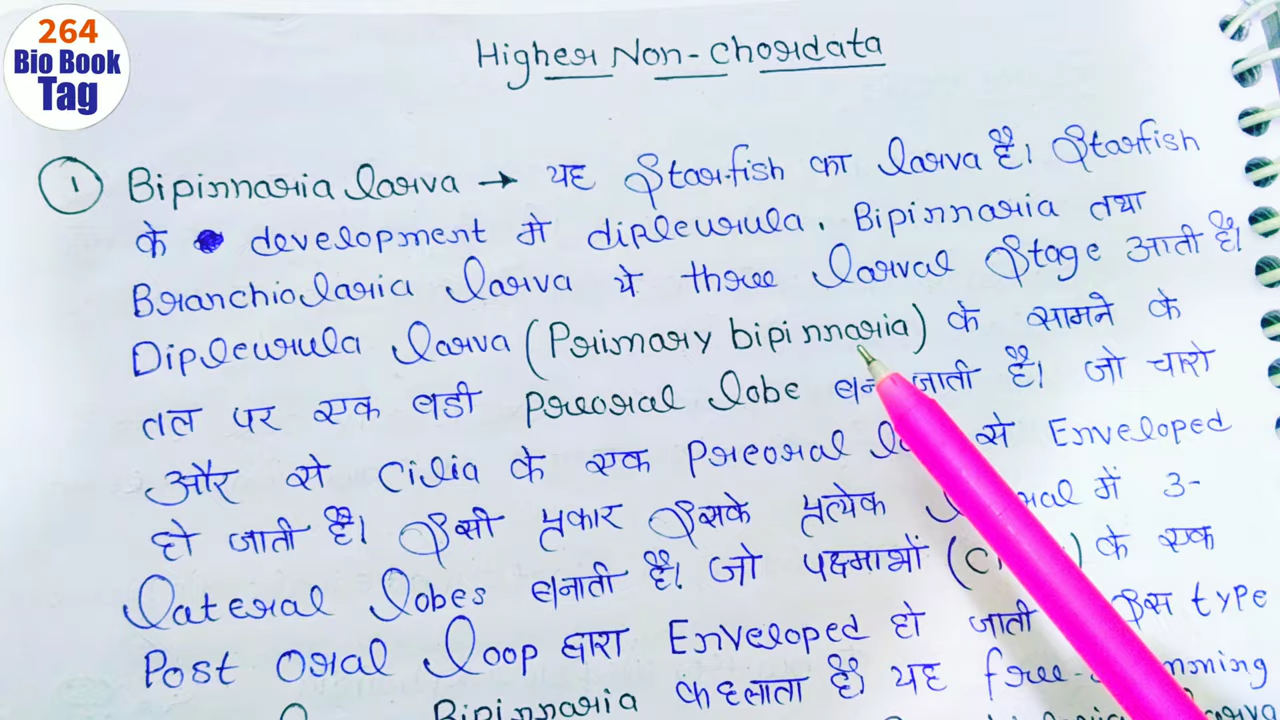 264
Bio Book
Tag
Higher Non-Chordata
1 Bipinnaria larva → यह Starfish का larva है। Starfish
के development मे dipleurula, Bipinnaria तथा
Branchiolaria larva ये three larval Stage आती है।
Dipleurula larva (Primary bipinnaria) के सामने के
तल पर एक बडी Preoral lobe बन जाती है। जो चारो
और से Cilia के एक Preoral से Enveloped
हो जाती है। इसी प्रकार इसके प्रत्येक में 3-
lateral lobes बनाती है। जो पक्ष्माओं ( ) के एक
Post Oral loop द्वारा Enveloped हो जाती इस type
Bipinnaria कहलाता है। यह free-